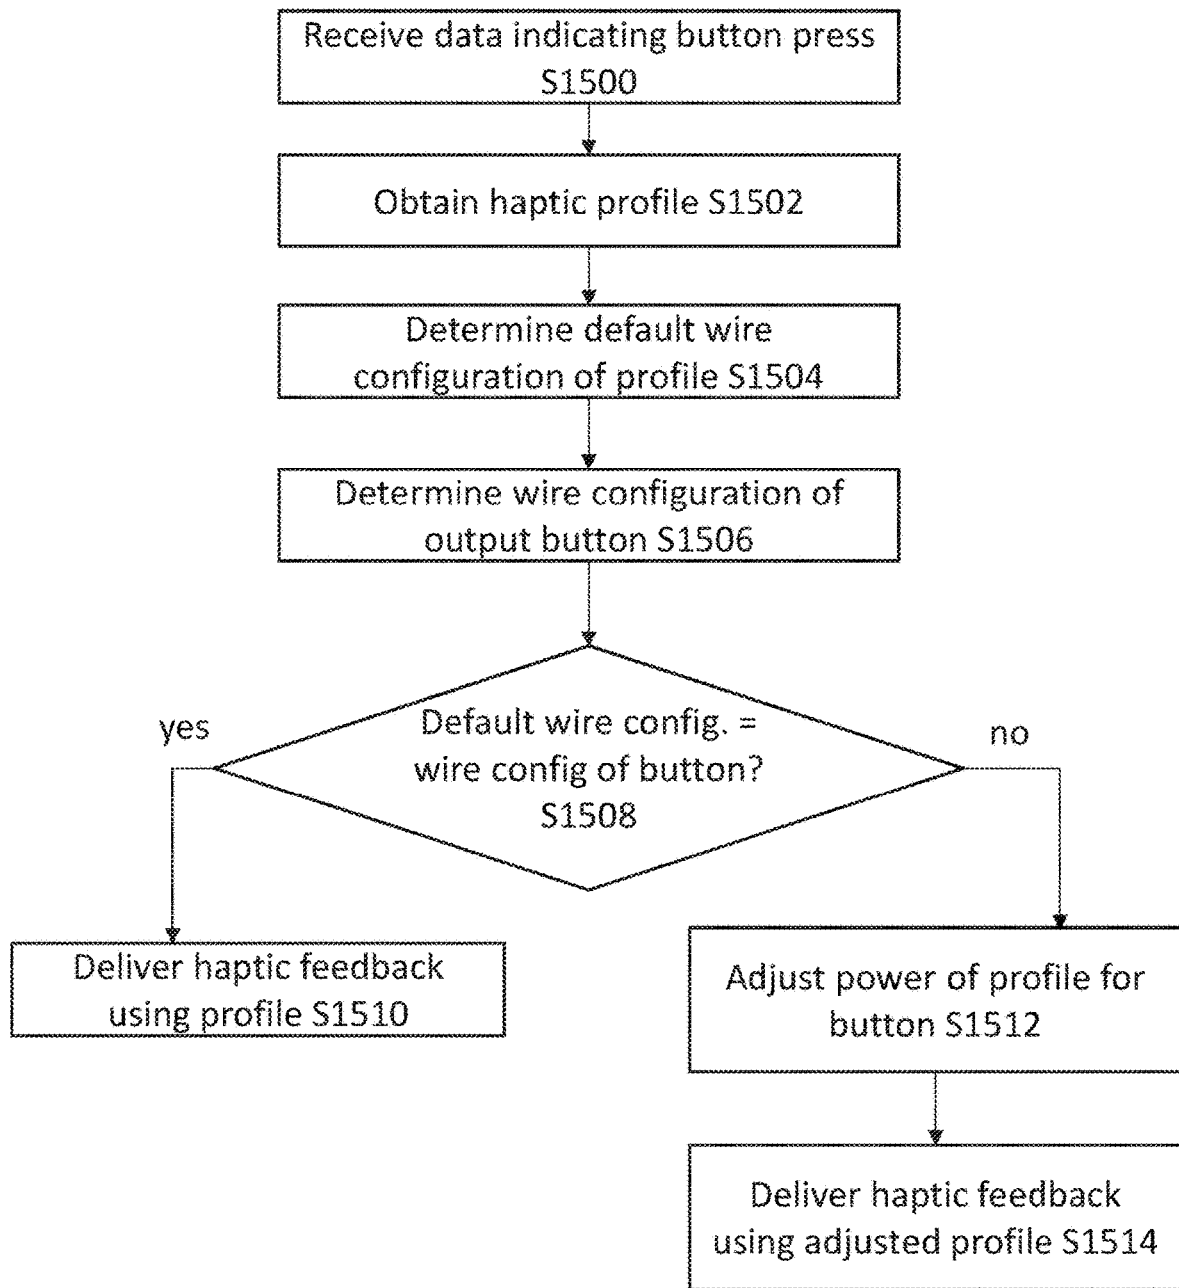 Receive data indicating button press
S1500
Obtain haptic profile S1502
Determine default wire
configuration of profile S1504
Determine wire configuration of
output button S1506
yes
Default wire config. =
wire config of button?
S1508
no
Deliver haptic feedback
using profile S1510
Adjust power of profile for
button S1512
Deliver haptic feedback
using adjusted profile S1514